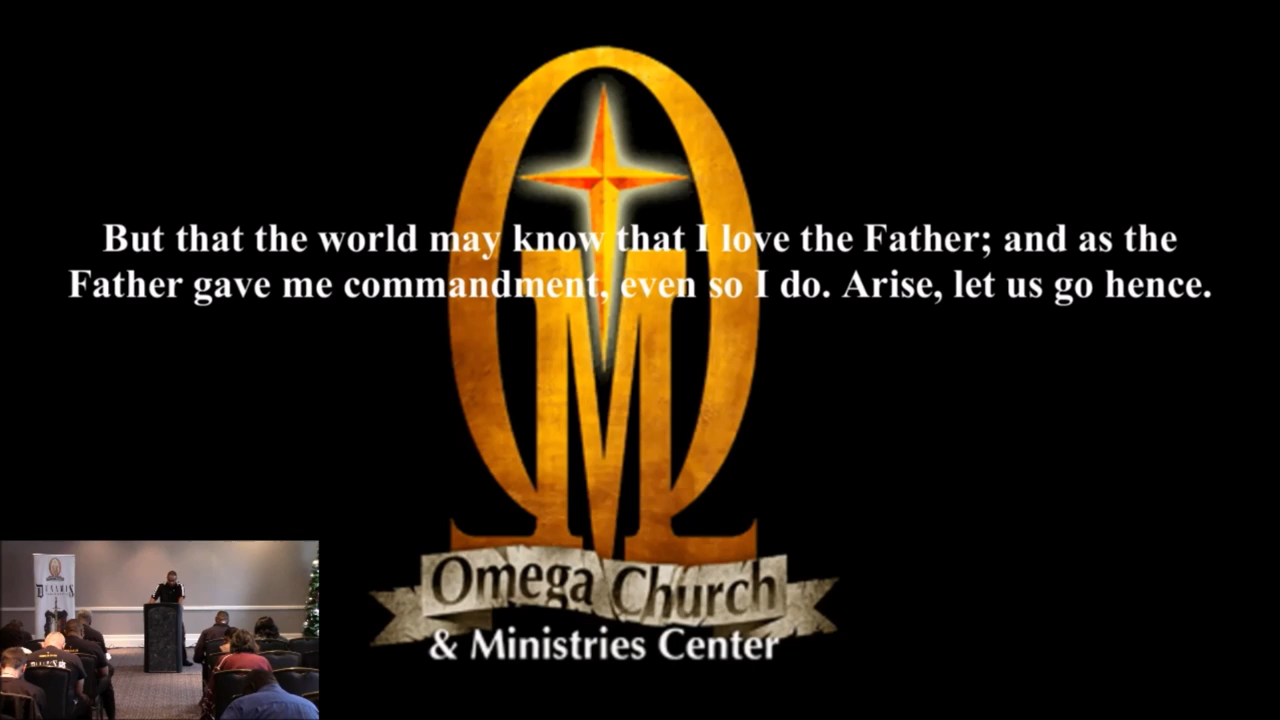 But that the world may know that I love the Father; and as the
Father gave me commandment, even so I do. Arise, let us go hence.
Omega Church
& Ministries Center